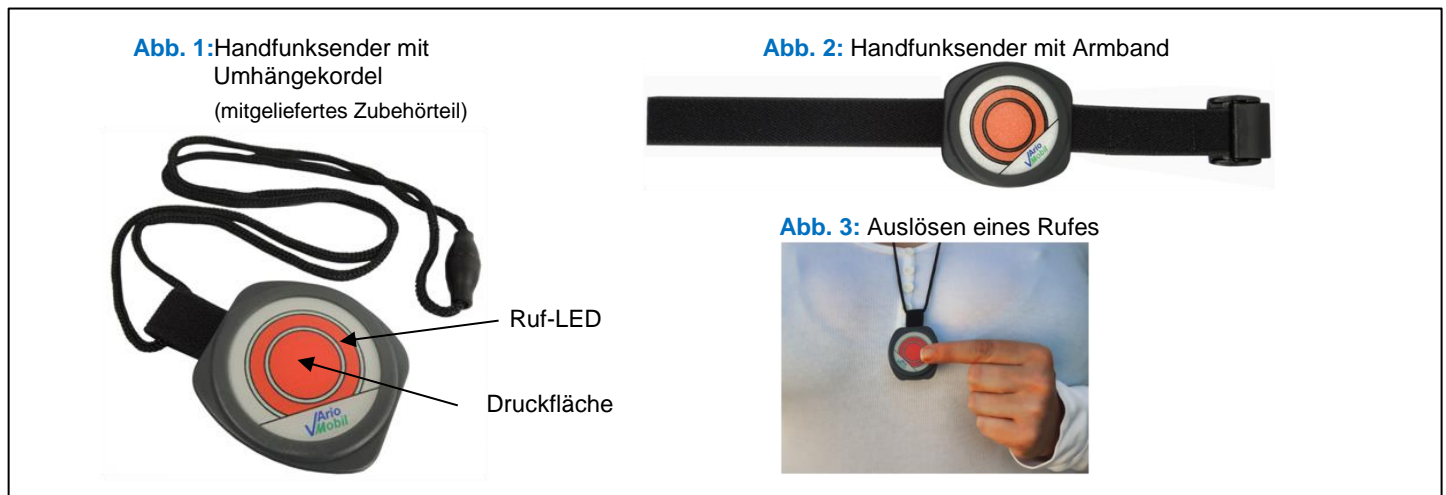 Abb. 1:Handfunksender mit
Umhängekordel
(mitgeliefertes Zubehörteil)
Ruf-LED
Druckfläche
Ario
Mobil
Abb. 2: Handfunksender mit Armband
Ario
Mobil
Abb. 3: Auslösen eines Rufes